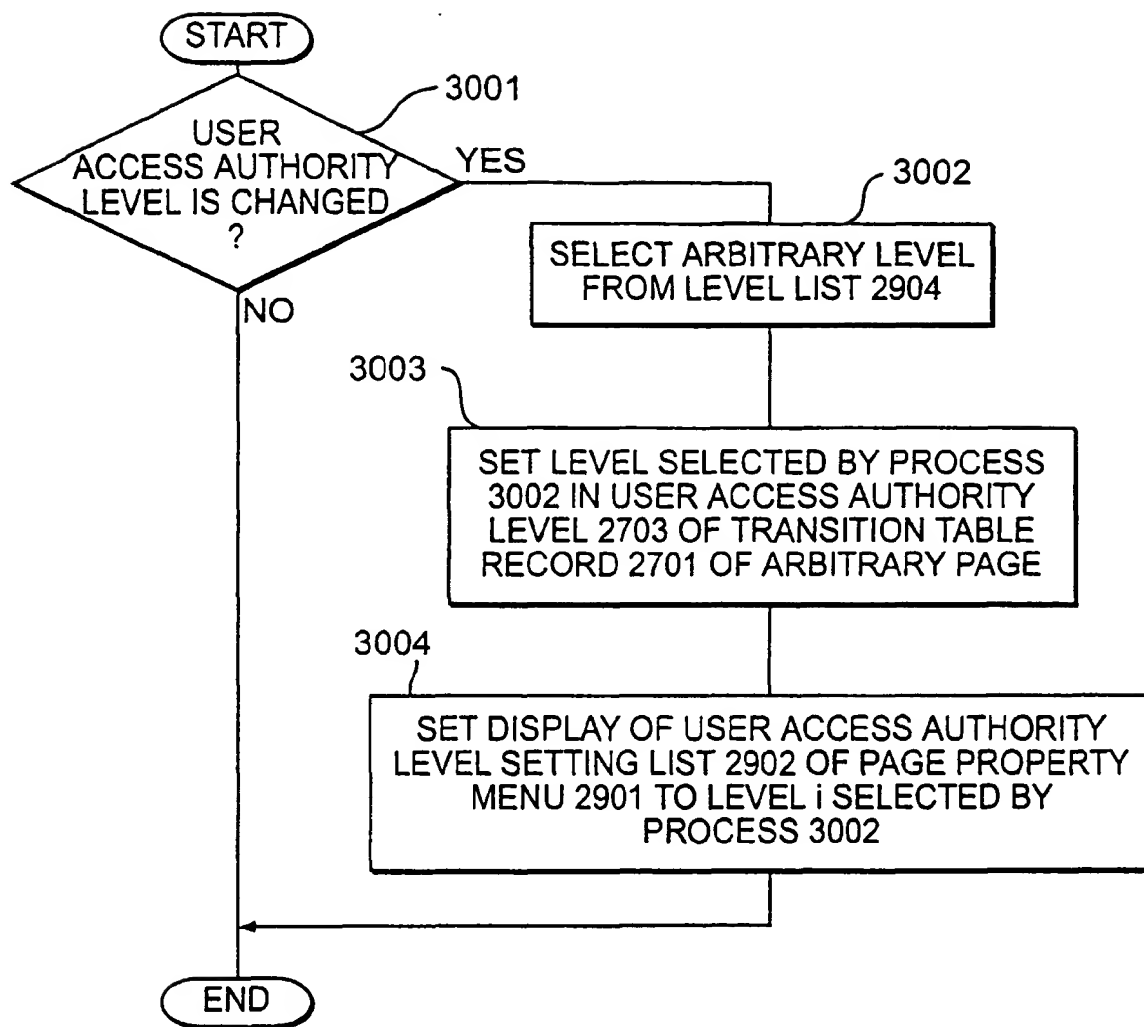 START
3001
USER
ACCESS AUTHORITY
LEVEL IS CHANGED
?
YES
NO
3002
SELECT ARBITRARY LEVEL
FROM LEVEL LIST 2904
3003
SET LEVEL SELECTED BY PROCESS
3002 IN USER ACCESS AUTHORITY
LEVEL 2703 OF TRANSITION TABLE
RECORD 2701 OF ARBITRARY PAGE
3004
SET DISPLAY OF USER ACCESS AUTHORITY
LEVEL SETTING LIST 2902 OF PAGE PROPERTY
MENU 2901 TO LEVEL i SELECTED BY
PROCESS 3002
END